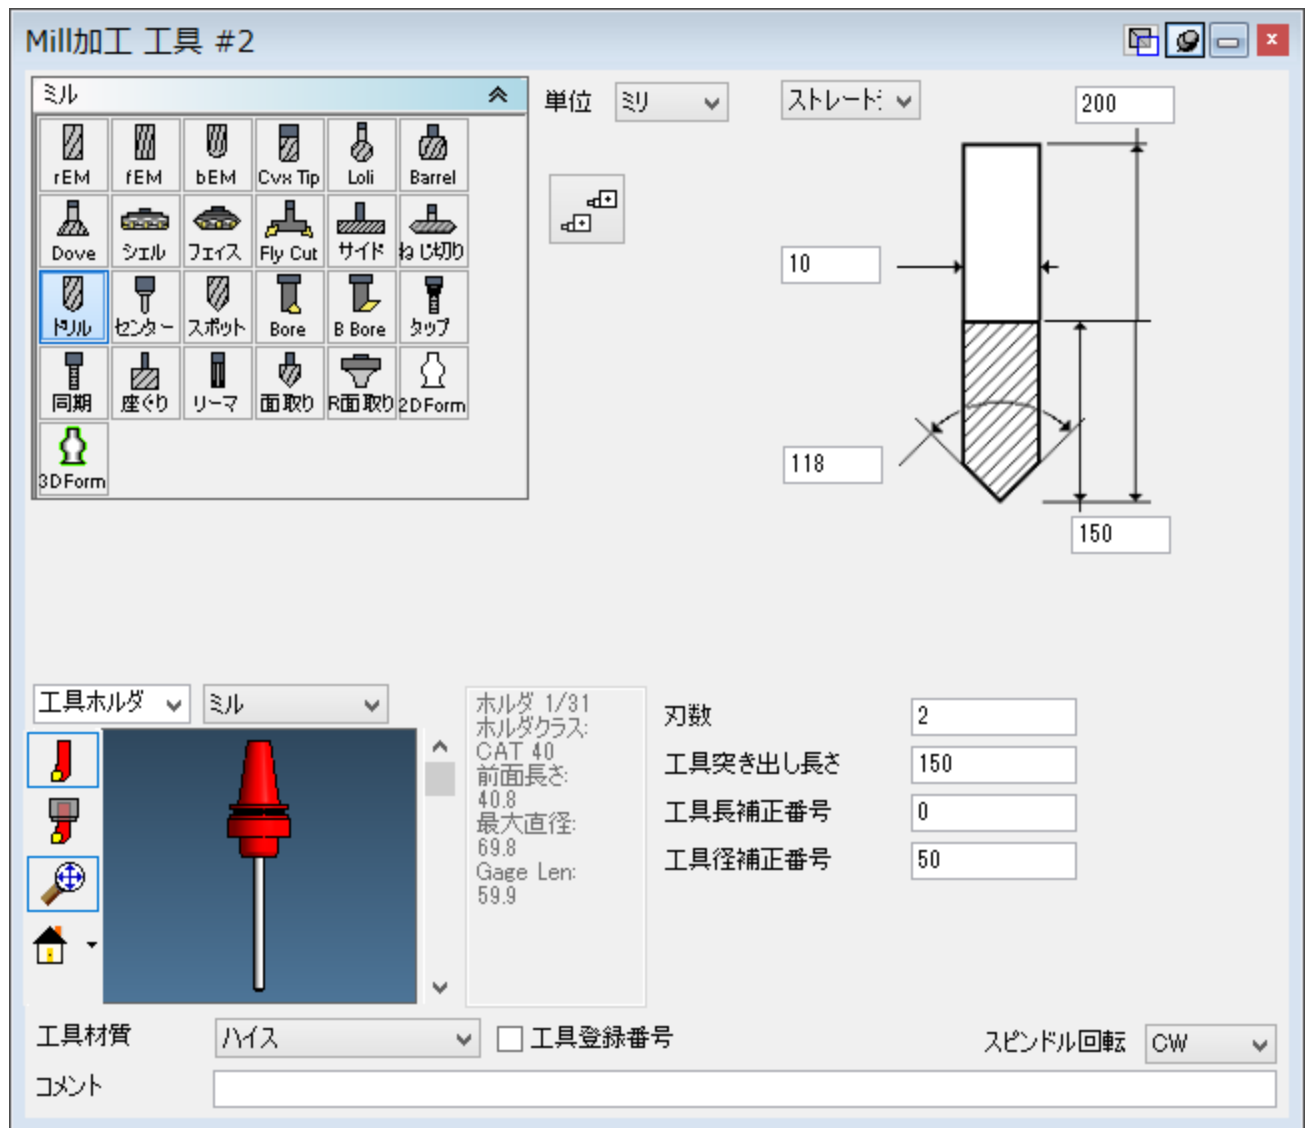 Mill加工 工具 #2
ミル
単位
ミリ
ストレート
200
rEM
fEM
bEM
Cvx Tip
Loli
Barrel
Dove
シェル
フェイス
Fly Cut
サイド
ねじ切り
10
ドリル
センター
スポット
Bore
B Bore
タップ
同期
座ぐり
リーマ
面取り
R面取り
2D Form
118
3D Form
150
工具ホルダ
ミル
ホルダ 1/31
ホルダクラス:
CAT 40
前面長さ:
40.8
最大直径:
69.8
Gage Len:
59.9
刃数
2
工具突き出し長さ
150
工具長補正番号
0
工具径補正番号
50
工具材質
ハイス
工具登録番号
スピンドル回転
CW
コメント